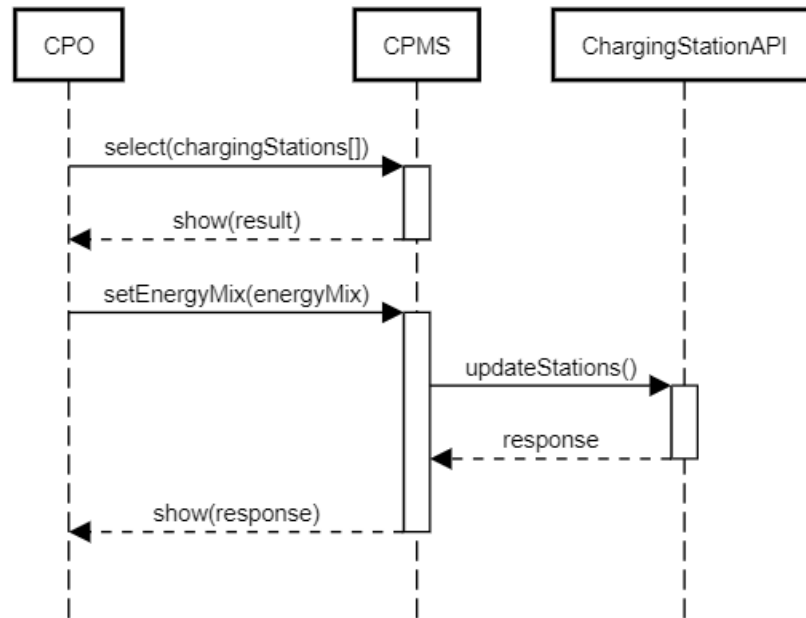 CPO
CPMS
ChargingStationAPI
select(chargingStations[])
show(result)
setEnergyMix(energyMix)
updateStations()
response
show(response)